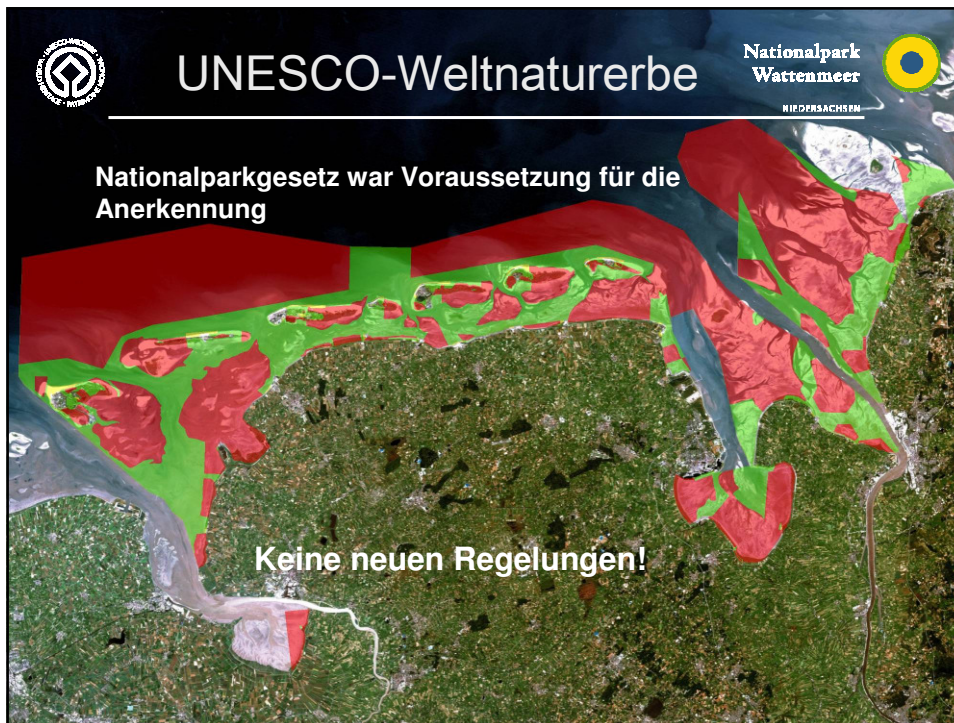 UNESCO-Weltnaturerbe
Nationalpark
Wattenmeer
NIEDERSACHSEN
Nationalparkgesetz war Voraussetzung für die
Anerkennung
Keine neuen Regelungen!